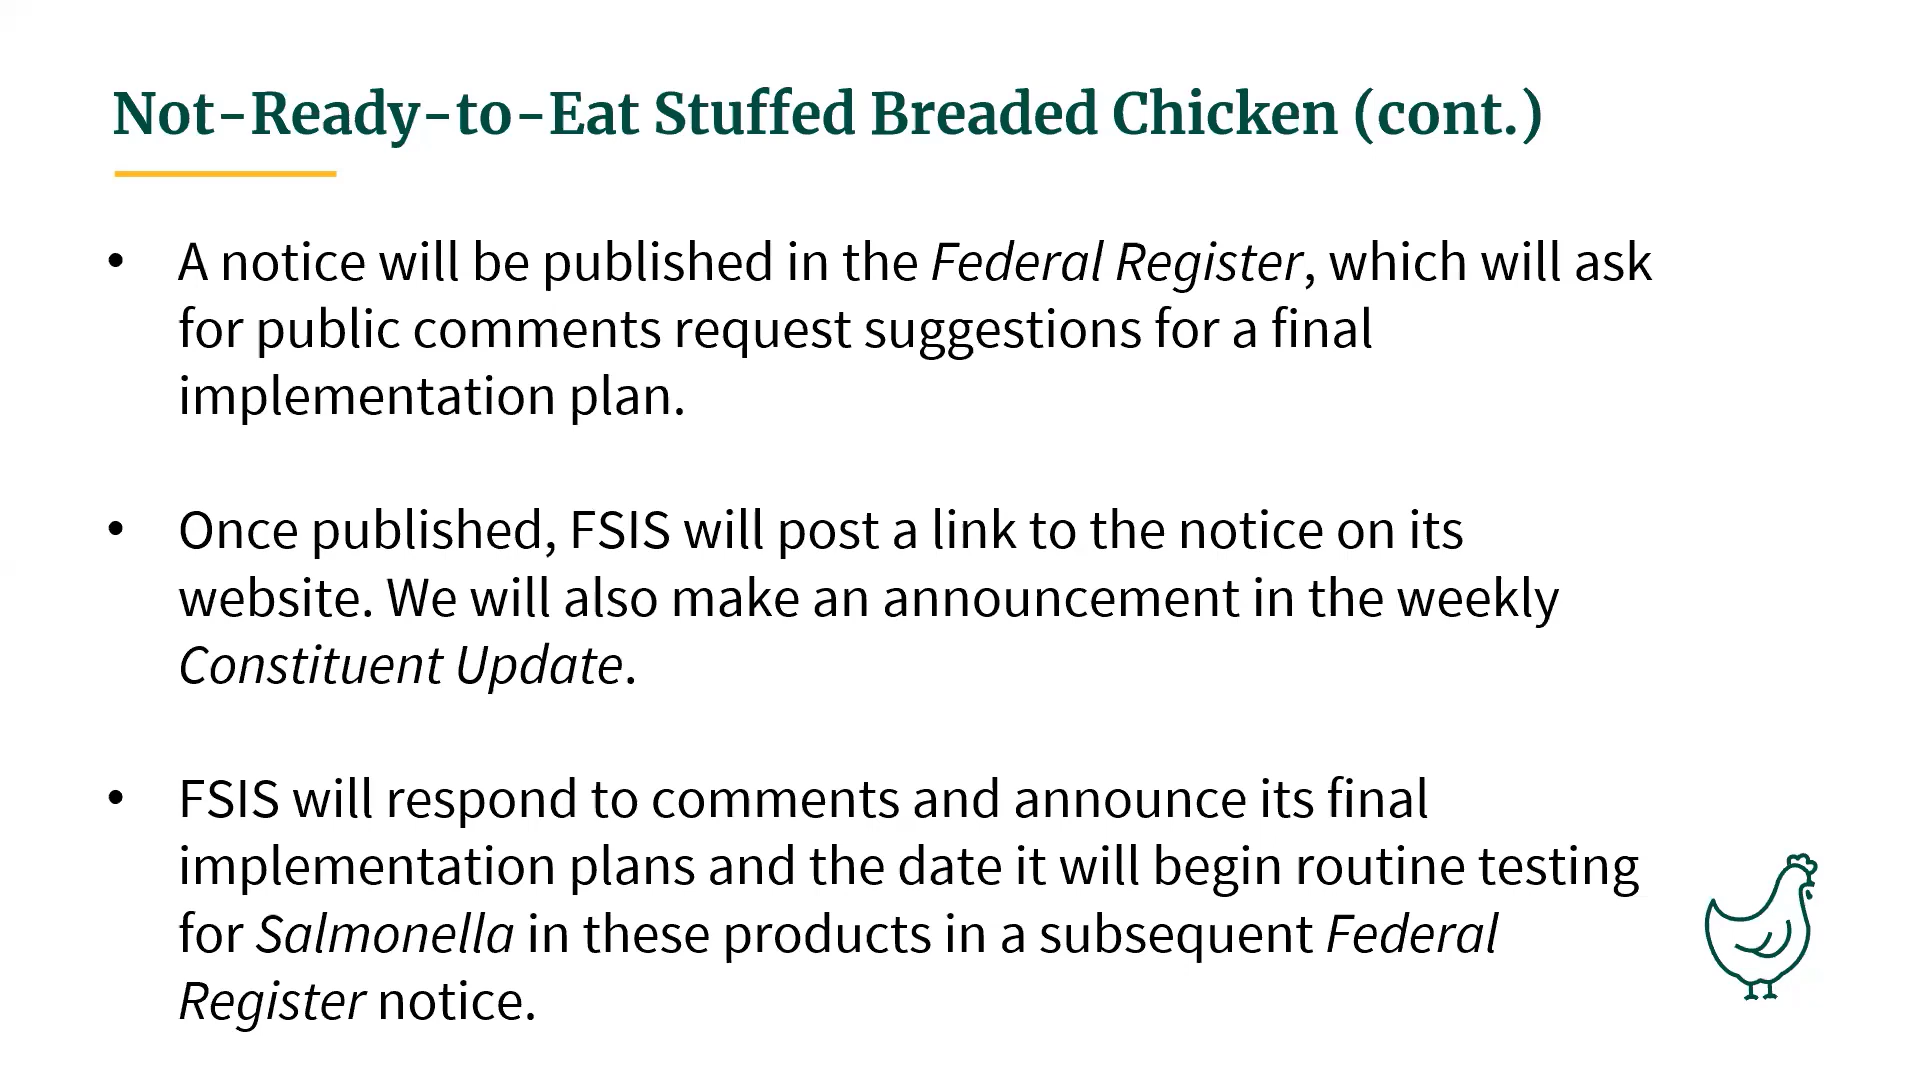 Not-Ready-to-Eat Stuffed Breaded Chicken (cont.)
• A notice will be published in the Federal Register, which will ask
for public comments request suggestions for a final
implementation plan.
• Once published, FSIS will post a link to the notice on its
website. We will also make an announcement in the weekly
Constituent Update.
• FSIS will respond to comments and announce its final
implementation plans and the date it will begin routine testing
for Salmonella in these products in a subsequent Federal
Register notice.